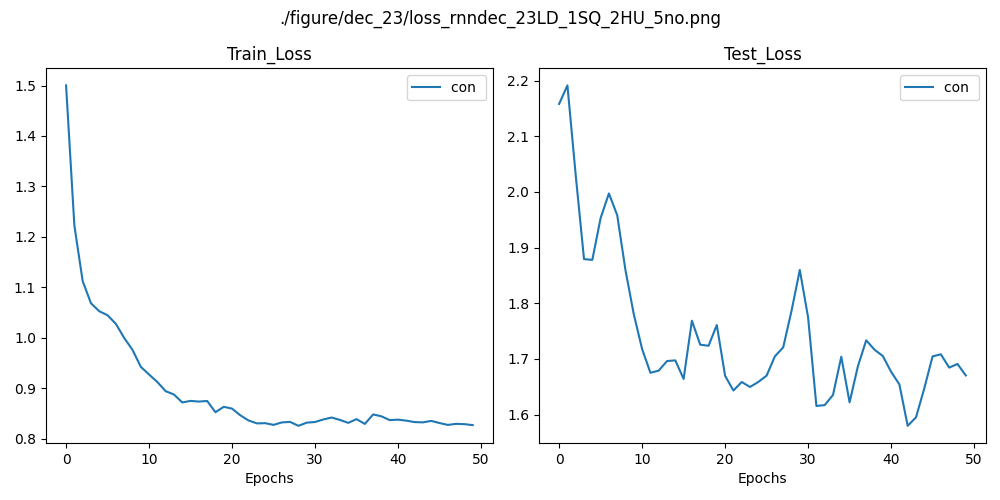 ./figure/dec_23/loss_rnndec_23LD_1SQ_2HU_5no.png
Train_Loss
con
1.5
1.4
1.3
1.2
1.1
1.0
0.9
0.8
0 10 20 30 40 50
Epochs
Test_Loss
con
2.2
2.1
2.0
1.9
1.8
1.7
1.6
0 10 20 30 40 50
Epochs